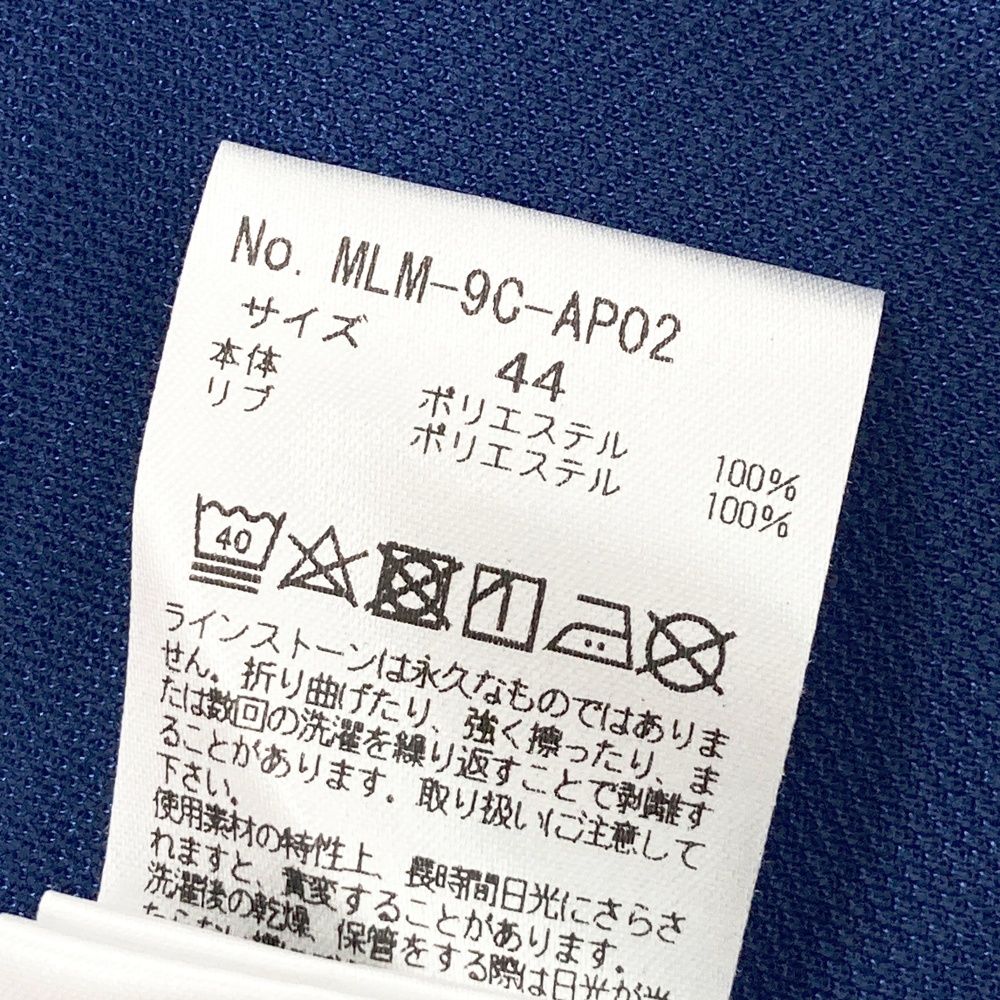 No. MLM-9C-AP02
サイズ 44
本体 ポリエステル 100%
リブ ポリエステル 100%
40
ラインストーンは永久なものではありま
せん。折り曲げたり、強く擦ったり、ま
たは数回の洗濯を繰り返すことで剥離す
ることがあります。取り扱いに注意して
下さい。
使用素材の特性上、長時間日光にさらさ
れますと、黄変することがあります。
洗濯後の乾燥、保管をする際は日光が